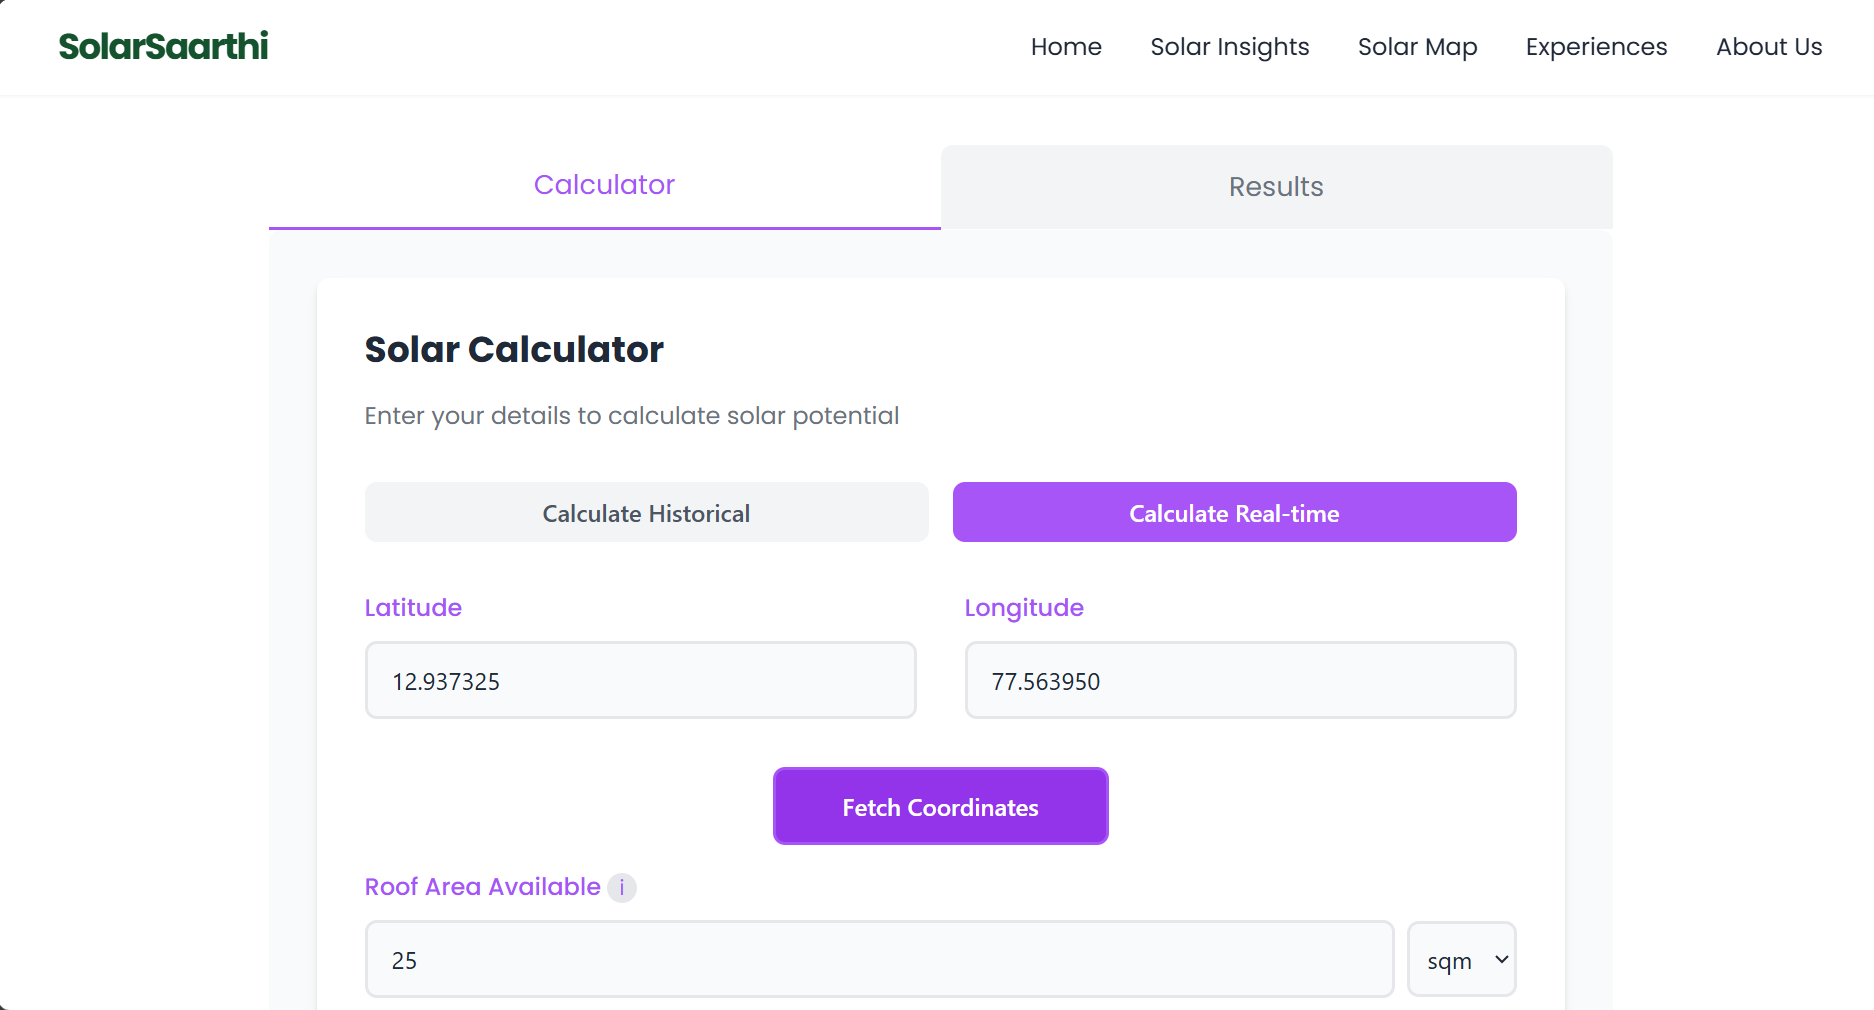 SolarSaarthi
Home Solar Insights Solar Map Experiences About Us
Calculator Results
Solar Calculator
Enter your details to calculate solar potential
Calculate Historical Calculate Real-time
Latitude Longitude
12.937325 77.563950
Fetch Coordinates
Roof Area Available i
25 sqm